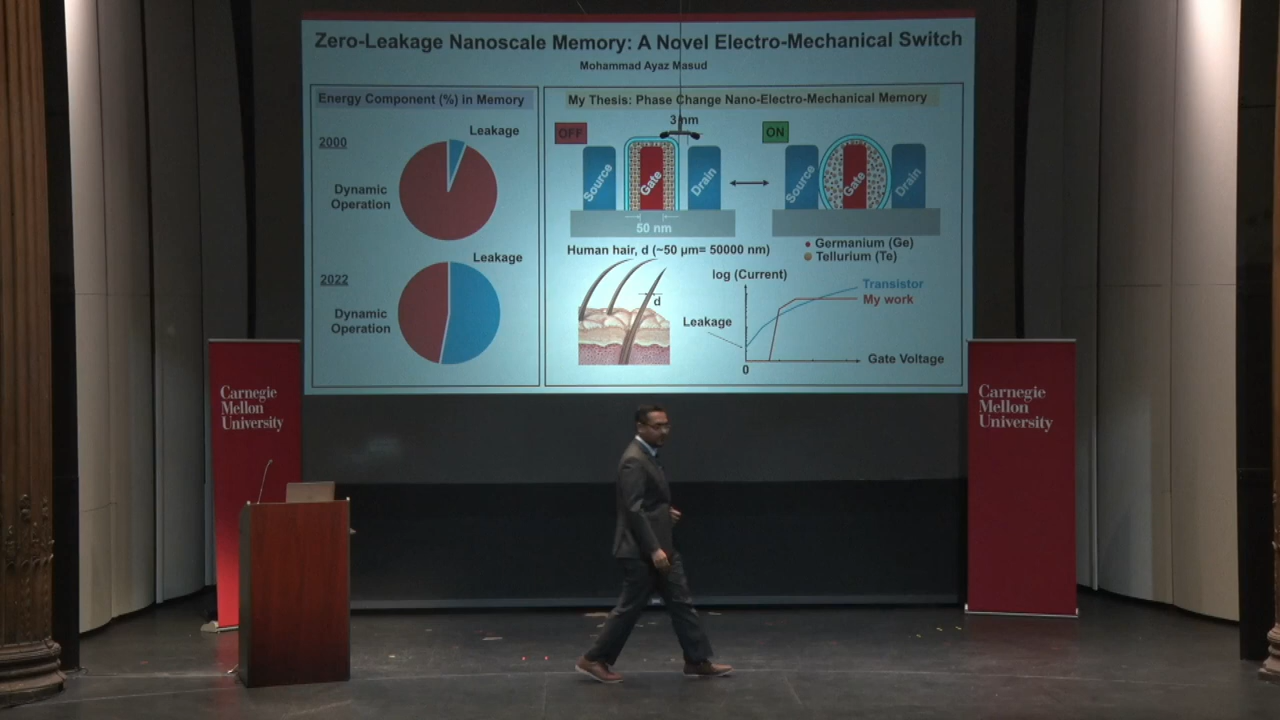 Zero-Leakage Nanoscale Memory: A Novel Electro-Mechanical Switch
Mohammad Ayaz Masud
Energy Component (%) in Memory
2000
Leakage
Dynamic
Operation
2022
Leakage
Dynamic
Operation
My Thesis: Phase Change Nano-Electro-Mechanical Memory
OFF
3 nm
ON
Source
Gate
Drain
Source
Gate
Drain
50 nm
Human hair, d (~50 µm= 50000 nm)
Germanium (Ge)
Tellurium (Te)
d
log (Current)
Transistor
My work
Leakage
Gate Voltage
0
Carnegie
Mellon
University
Carnegie
Mellon
University